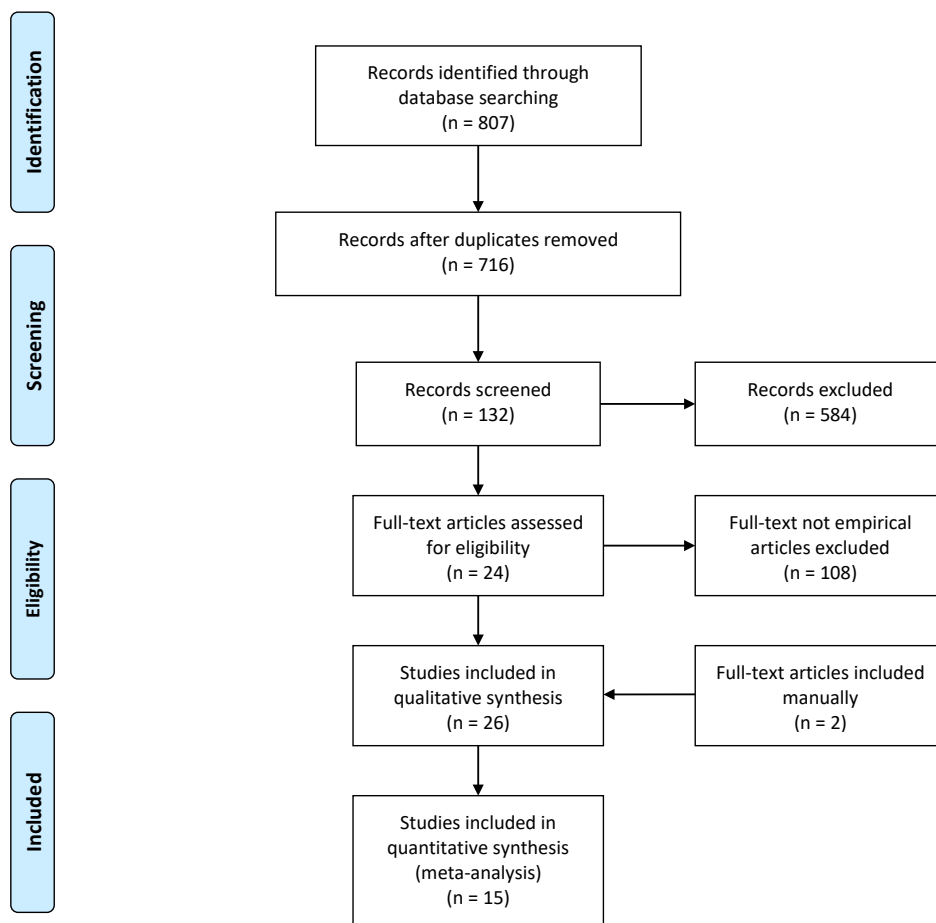 Identification
Records identified through
database searching
(n = 807)
Records after duplicates removed
(n = 716)
Screening
Records screened
(n = 132)
Records excluded
(n = 584)
Eligibility
Full-text articles assessed
for eligibility
(n = 24)
Full-text not empirical
articles excluded
(n = 108)
Studies included in
qualitative synthesis
(n = 26)
Full-text articles included
manually
(n = 2)
Included
Studies included in
quantitative synthesis
(meta-analysis)
(n = 15)